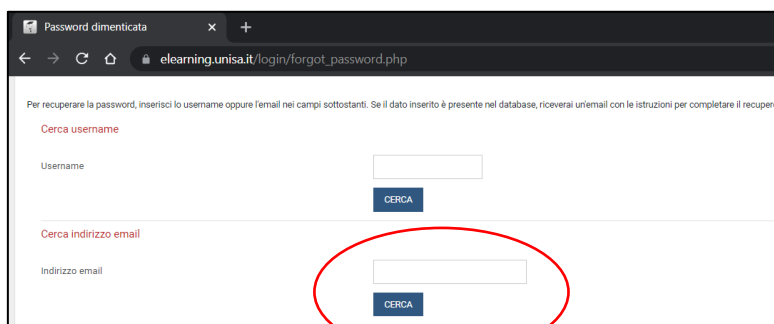 Password dimenticata
elearning.unisa.it/login/forgot_password.php
Per recuperare la password, inserisci lo username oppure l'email nei campi sottostanti. Se il dato inserito è presente nel database, riceverai un'email con le istruzioni per completare il recuper
Cerca username
Username
CERCA
Cerca indirizzo email
Indirizzo email
CERCA